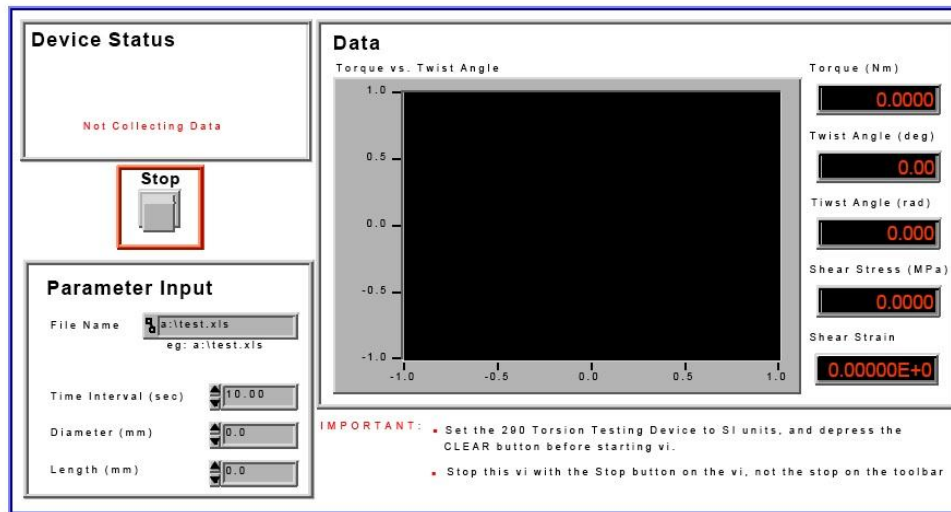 Device Status
Not Collecting Data
Stop
Parameter Input
File Name
a:\test.xls
eg: a:\test.xls
Time Interval (sec)
10.00
Diameter (mm)
0.0
Length (mm)
0.0
Data
Torque vs. Twist Angle
1.0
0.5
0.0
-0.5
-1.0
-1.0 -0.5 0.0 0.5 1.0
Torque (Nm)
0.0000
Twist Angle (deg)
0.00
Tiwst Angle (rad)
0.000
Shear Stress (MPa)
0.0000
Shear Strain
0.00000E+0
IMPORTANT: Set the 290 Torsion Testing Device to SI units, and depress the
CLEAR button before starting vi.
Stop this vi with the Stop button on the vi, not the stop on the toolbar